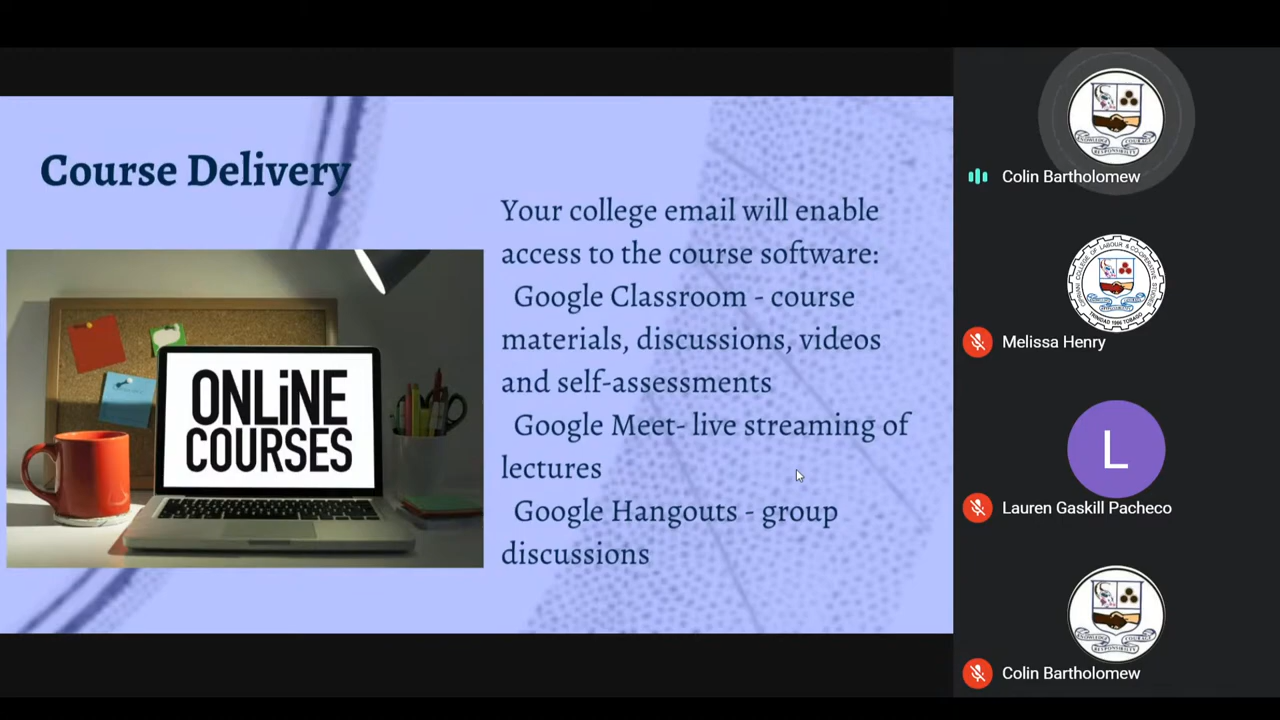 Course Delivery
Your college email will enable
access to the course software:
Google Classroom - course
materials, discussions, videos
and self-assessments
Google Meet- live streaming of
lectures
Google Hangouts - group
discussions
ONLiNE
COURSES
Colin Bartholomew
Melissa Henry
L
Lauren Gaskill Pacheco
Colin Bartholomew